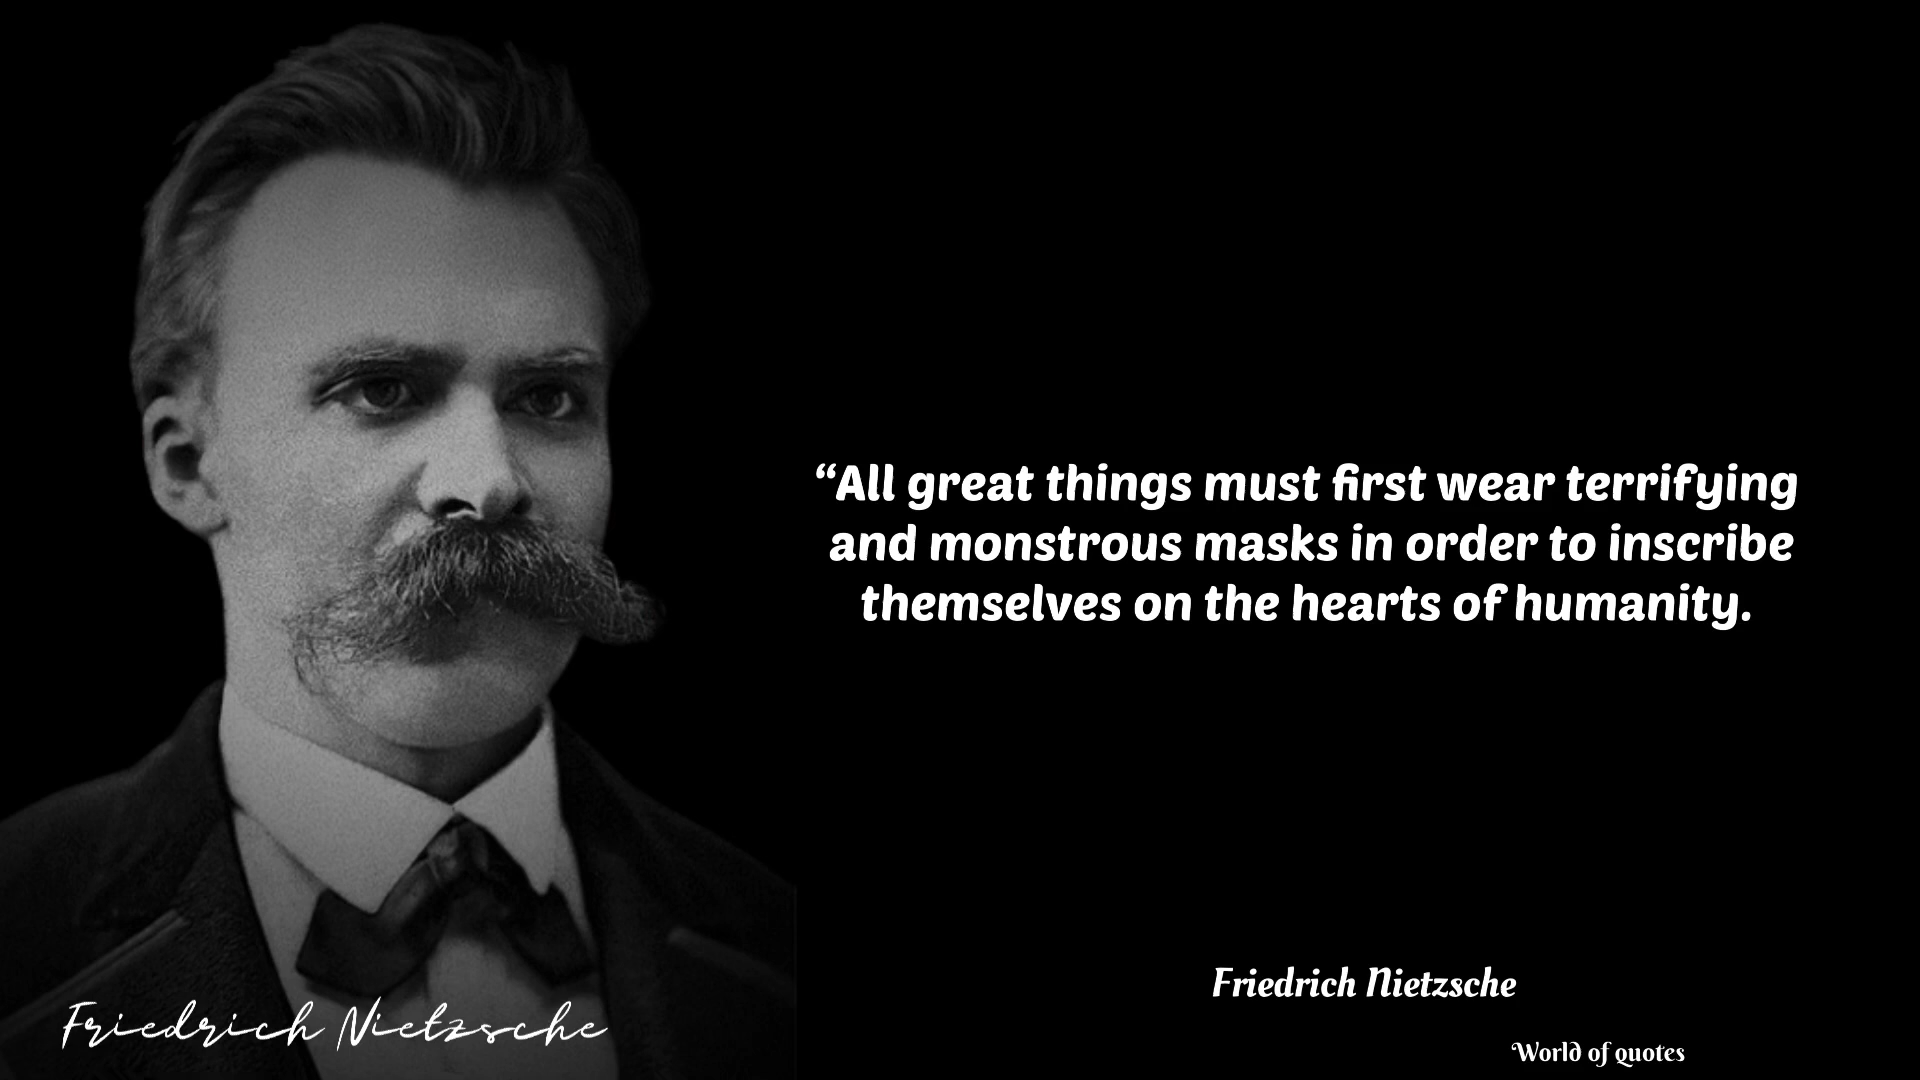 “All great things must first wear terrifying
and monstrous masks in order to inscribe
themselves on the hearts of humanity.
Friedrich Nietzsche
Friedrich Nietzsche
World of quotes